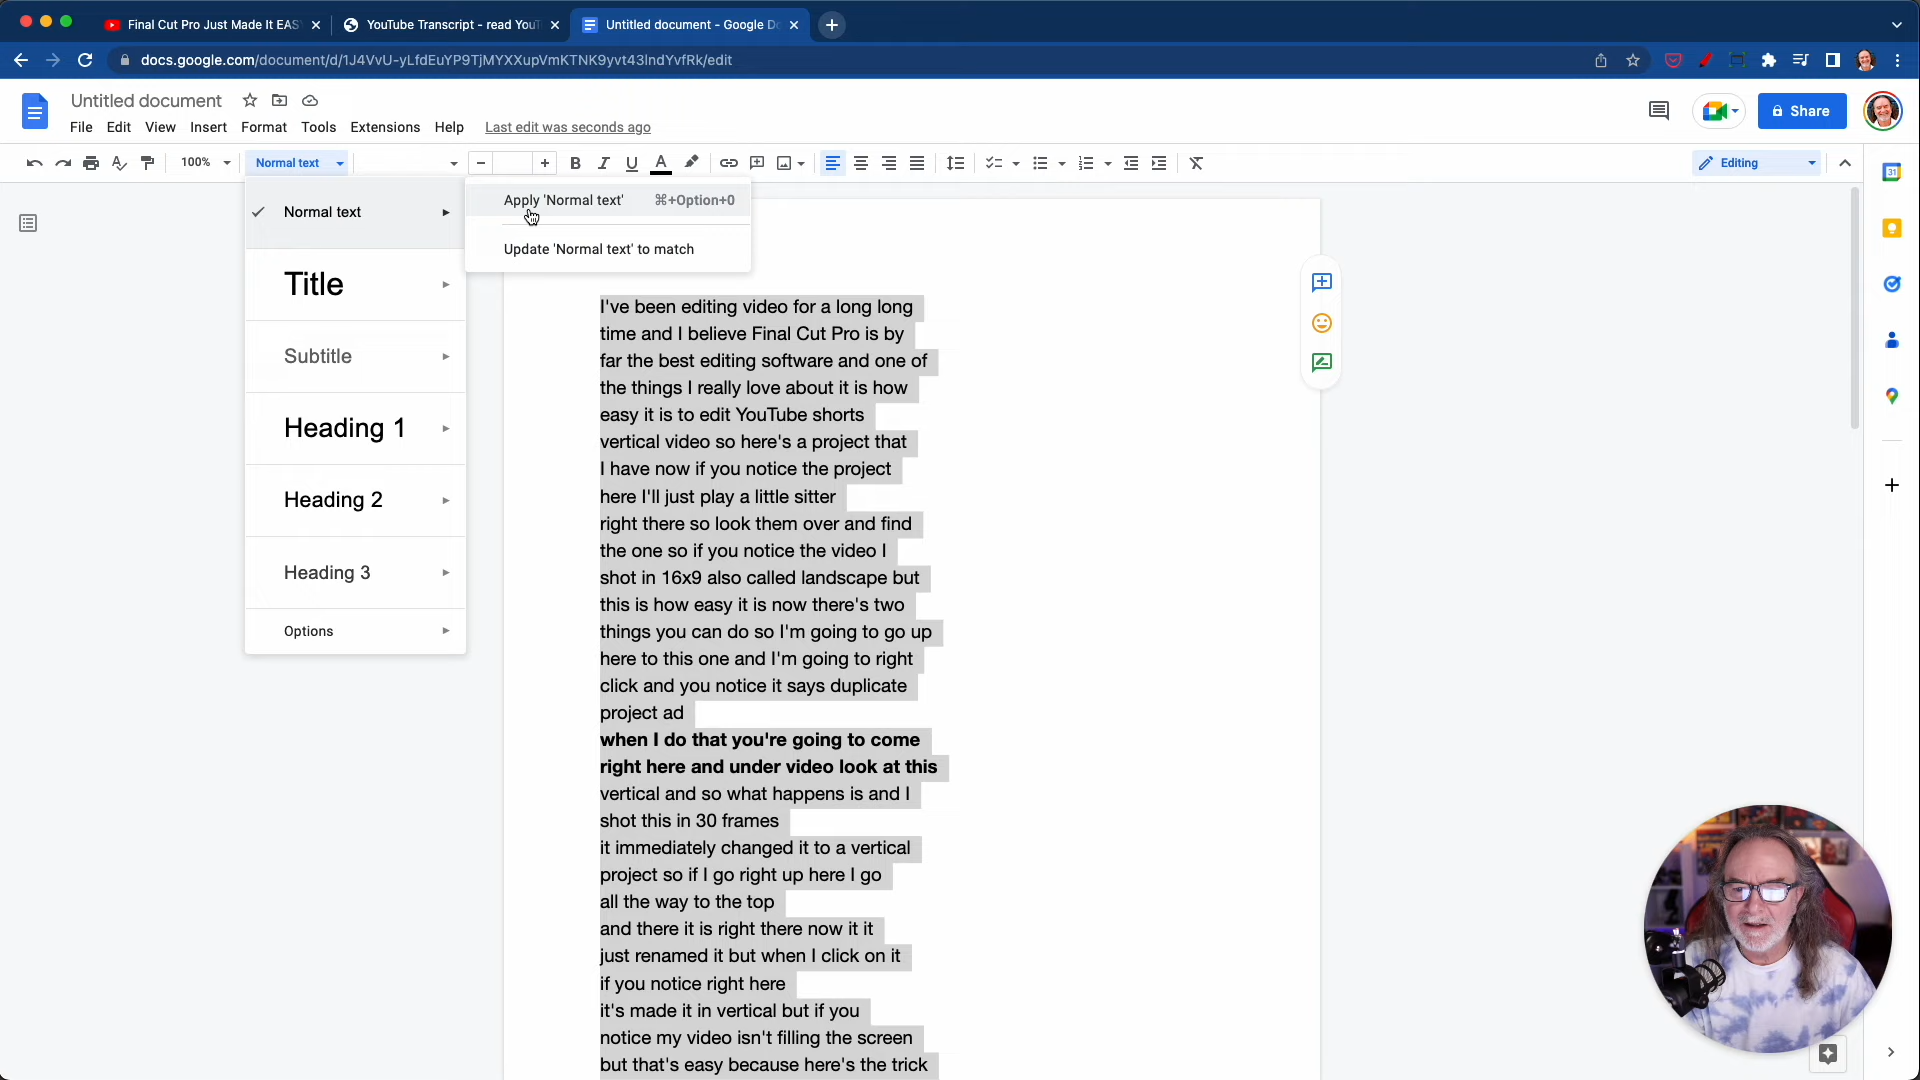 Final Cut Pro Just Made It EAS
YouTube Transcript - read You
Untitled document - Google Do
docs.google.com/document/d/1J4VvU-yLfdEuYP9TjMYXXupVmKTNK9yvt43lndYvfRk/edit
Untitled document
File Edit View Insert Format Tools Extensions Help Last edit was seconds ago
Share
100% Normal text B I U A Editing
Normal text
Title
Subtitle
Heading 1
Heading 2
Heading 3
Options
Apply 'Normal text' ⌘+Option+0
Update 'Normal text' to match
I've been editing video for a long long
time and I believe Final Cut Pro is by
far the best editing software and one of
the things I really love about it is how
easy it is to edit YouTube shorts
vertical video so here's a project that
I have now if you notice the project
here I'll just play a little sitter
right there so look them over and find
the one so if you notice the video I
shot in 16x9 also called landscape but
this is how easy it is now there's two
things you can do so I'm going to go up
here to this one and I'm going to right
click and you notice it says duplicate
project ad
when I do that you're going to come
right here and under video look at this
vertical and so what happens is and I
shot this in 30 frames
it immediately changed it to a vertical
project so if I go right up here I go
all the way to the top
and there it is right there now it it
just renamed it but when I click on it
if you notice right here
it's made it in vertical but if you
notice my video isn't filling the screen
but that's easy because here's the trick
31